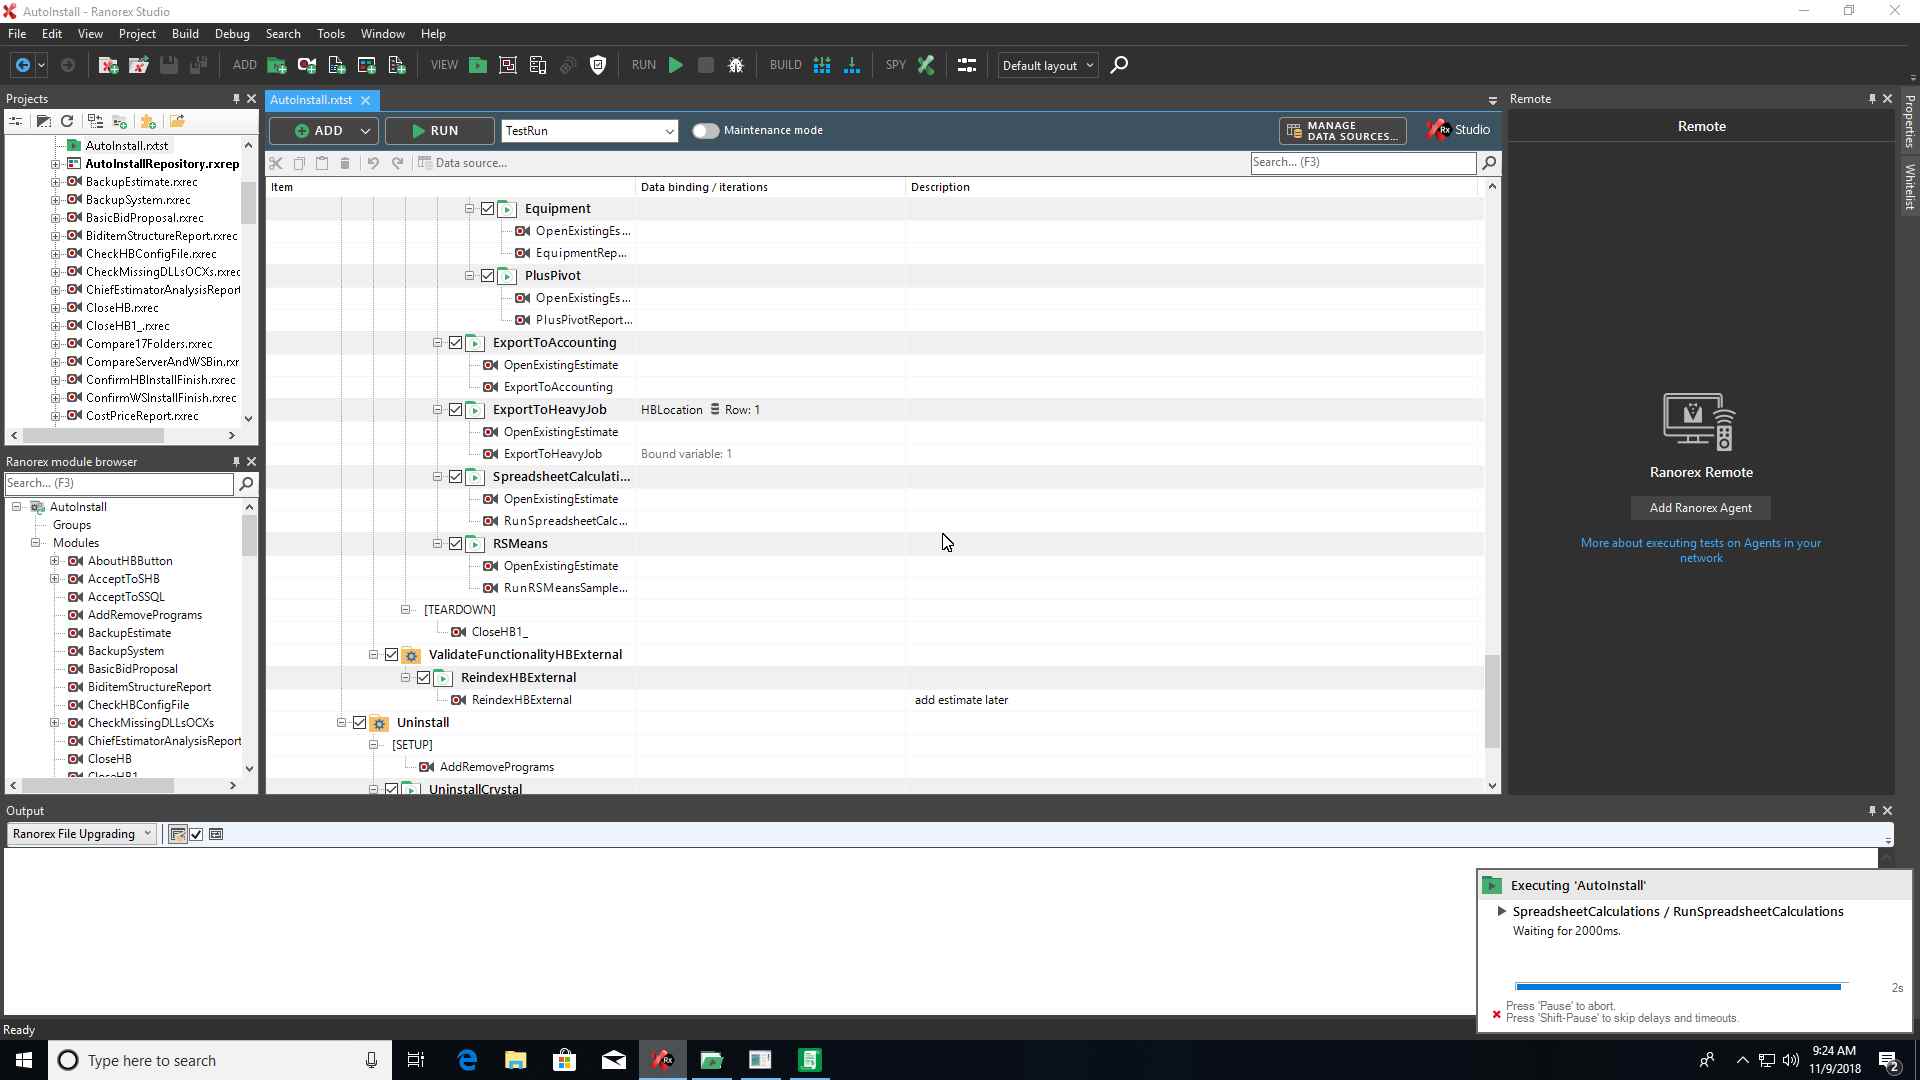 AutoInstall - Ranorex Studio
File Edit View Project Build Debug Search Tools Window Help
ADD VIEW RUN BUILD SPY Default layout
Projects
AutoInstall.rxtst
AutoInstallRepository.rxrep
BackupEstimate.rxrec
BackupSystem.rxrec
BasicBidProposal.rxrec
BiditemStructureReport.rxrec
CheckHBConfigFile.rxrec
CheckMissingDLLsOCXs.rxrec
ChiefEstimatorAnalysisReport
CloseHB.rxrec
CloseHB1_.rxrec
Compare17Folders.rxrec
CompareServerAndWSBin.rxr
ConfirmHBInstallFinish.rxrec
ConfirmWSInstallFinish.rxrec
CostPriceReport.rxrec
Ranorex module browser
Search... (F3)
AutoInstall
Groups
Modules
AboutHBButton
AcceptToSHB
AcceptToSSQL
AddRemovePrograms
BackupEstimate
BackupSystem
BasicBidProposal
BiditemStructureReport
CheckHBConfigFile
CheckMissingDLLsOCXs
ChiefEstimatorAnalysisReport
CloseHB
CloseHB1
AutoInstall.rxtst
ADD RUN TestRun Maintenance mode MANAGE DATA SOURCES... Rx Studio
Data source... Search... (F3)
Item Data binding / iterations Description
Equipment
OpenExistingEs...
EquipmentRep...
PlusPivot
OpenExistingEs...
PlusPivotReport...
ExportToAccounting
OpenExistingEstimate
ExportToAccounting
ExportToHeavyJob HBLocation Row: 1
OpenExistingEstimate
ExportToHeavyJob Bound variable: 1
SpreadsheetCalculati...
OpenExistingEstimate
RunSpreadsheetCalc...
RSMeans
OpenExistingEstimate
RunRSMeansSample...
[TEARDOWN]
CloseHB1_
ValidateFunctionalityHBExternal
ReindexHBExternal
ReindexHBExternal add estimate later
Uninstall
[SETUP]
AddRemovePrograms
UninstallCrystal
Remote
Remote
Ranorex Remote
Add Ranorex Agent
More about executing tests on Agents in your
network
Properties
Whitelist
Output
Ranorex File Upgrading
Executing 'AutoInstall'
SpreadsheetCalculations / RunSpreadsheetCalculations
Waiting for 2000ms.
2s
Press 'Pause' to abort.
Press 'Shift-Pause' to skip delays and timeouts.
Ready
Type here to search
Rx
9:24 AM
11/9/2018
2